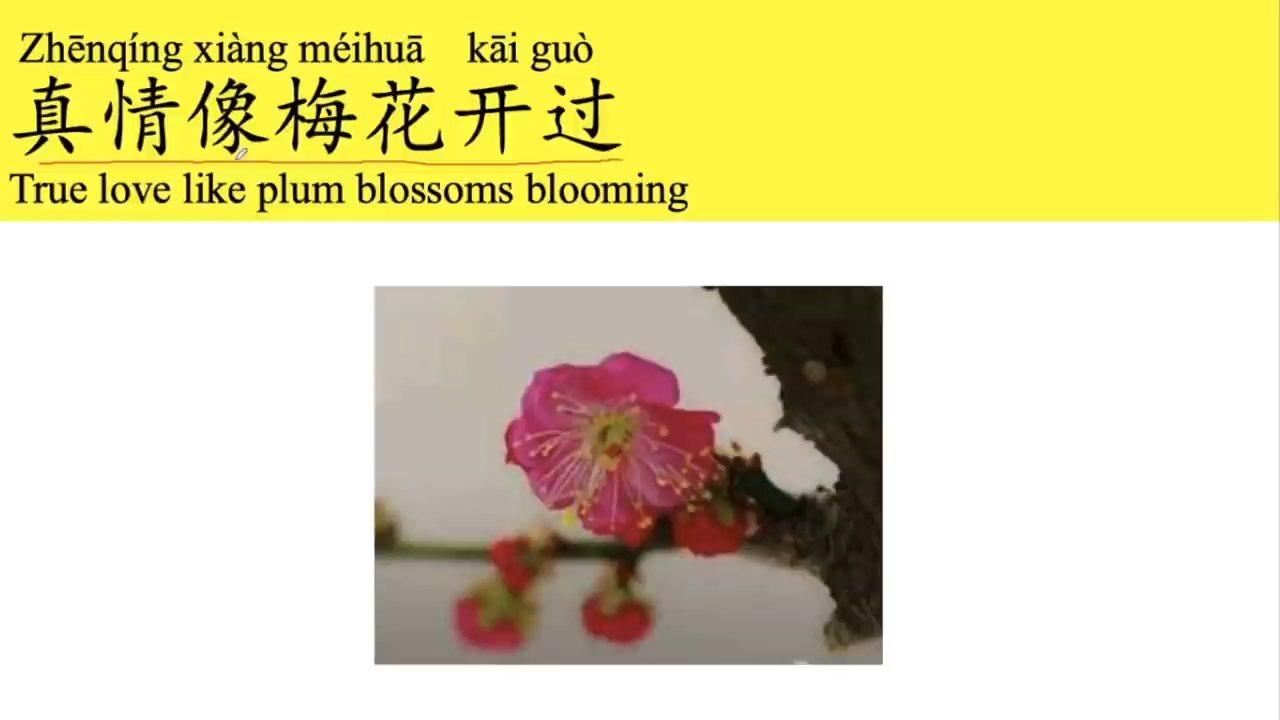 Zhēnqíng xiàng méihuā kāi guò
真情像梅花开过
True love like plum blossoms blooming